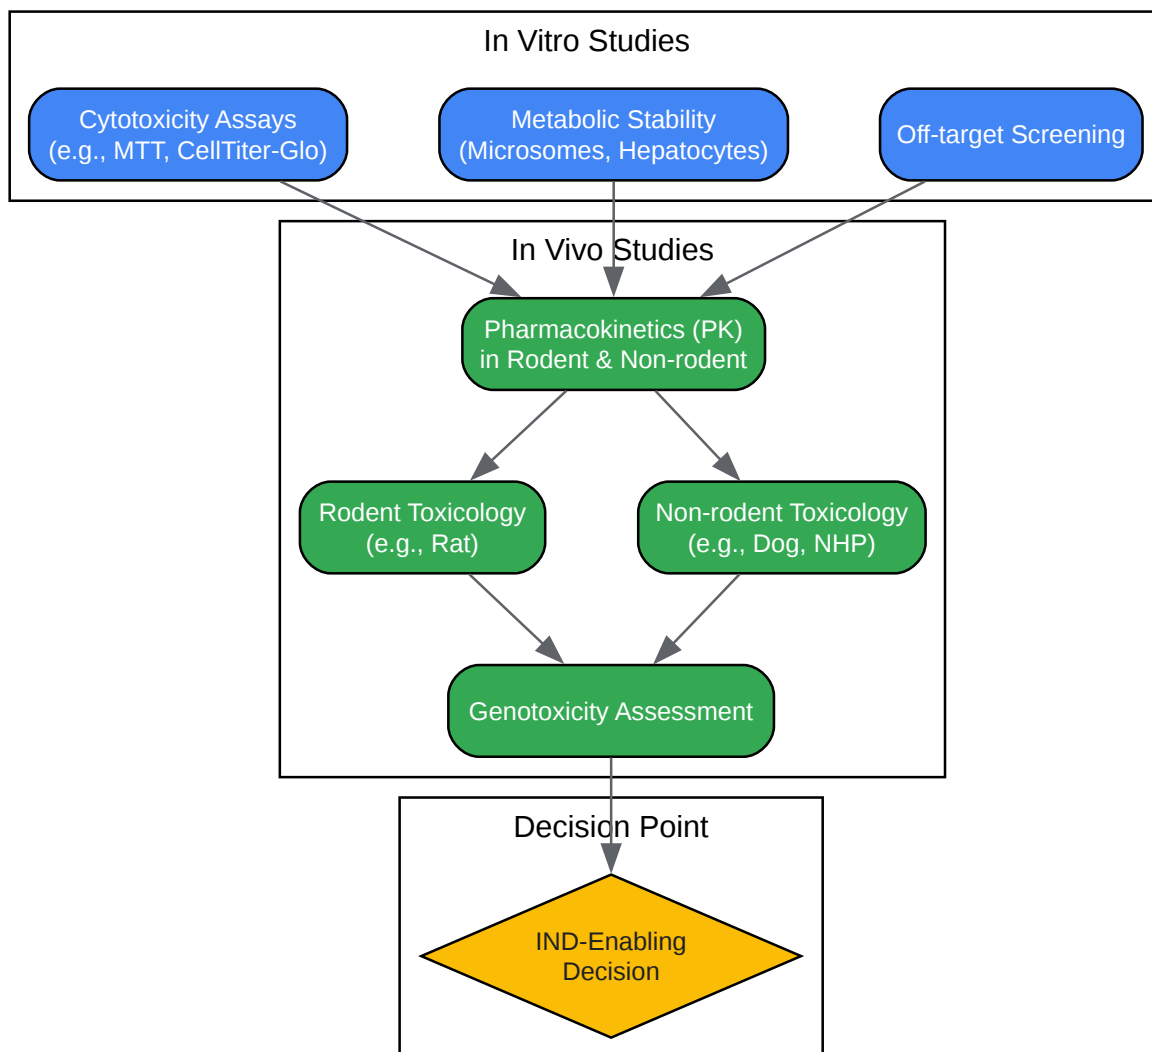 In Vitro Studies
Cytotoxicity Assays
(e.g., MTT, CellTiter-Glo)
Metabolic Stability
(Microsomes, Hepatocytes)
Off-target Screening
In Vivo Studies
Pharmacokinetics (PK)
in Rodent & Non-rodent
Rodent Toxicology
(e.g., Rat)
Non-rodent Toxicology
(e.g., Dog, NHP)
Genotoxicity Assessment
Decision Point
IND-Enabling
Decision